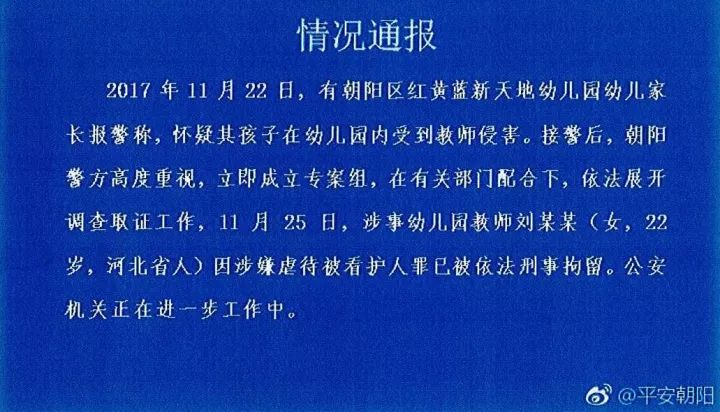 情况通报
2017 年 11 月 22 日，有朝阳区红黄蓝新天地幼儿园幼儿家
长报警称，怀疑其孩子在幼儿园内受到教师侵害。接警后，朝阳
警方高度重视，立即成立专案组，在有关部门配合下，依法展开
调查取证工作，11 月 25 日，涉事幼儿园教师刘某某（女，22
岁，河北省人）因涉嫌虐待被看护人罪已被依法刑事拘留。公安
机关正在进一步工作中。
@平安朝阳